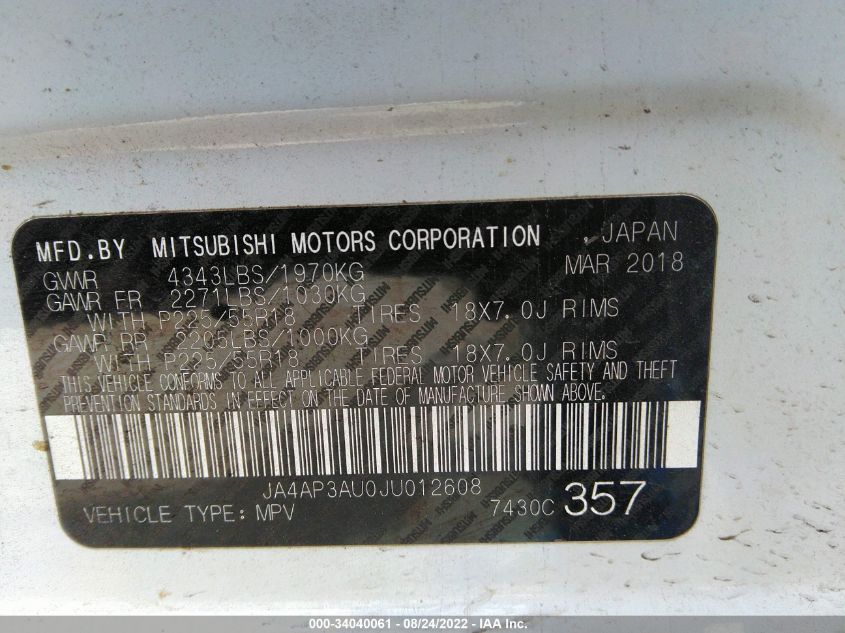 MFD.BY MITSUBISHI MOTORS CORPORATION , JAPAN
GVWR 4343LBS/1970KG MAR 2018
GAWR FR 2271LBS/1030KG
WITH P225/55R18 TIRES 18X7.0J RIMS
GAWR RR 2205LBS/1000KG
WITH P225/55R18 TIRES 18X7.0J RIMS
THIS VEHICLE CONFORMS TO ALL APPLICABLE FEDERAL MOTOR VEHICLE SAFETY AND THEFT
PREVENTION STANDARDS IN EFFECT ON THE DATE OF MANUFACTURE SHOWN ABOVE.
JA4AP3AU0JU012608
VEHICLE TYPE: MPV 7430C 357
000-34040061 - 08/24/2022 - IAA Inc.